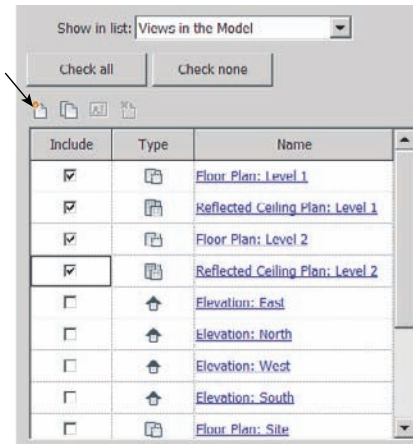 Show in list: Views in the Model
Check all Check none
Include Type Name
Floor Plan: Level 1
Reflected Ceiling Plan: Level 1
Floor Plan: Level 2
Reflected Ceiling Plan: Level 2
Elevation: East
Elevation: North
Elevation: West
Elevation: South
Floor Plan: Site